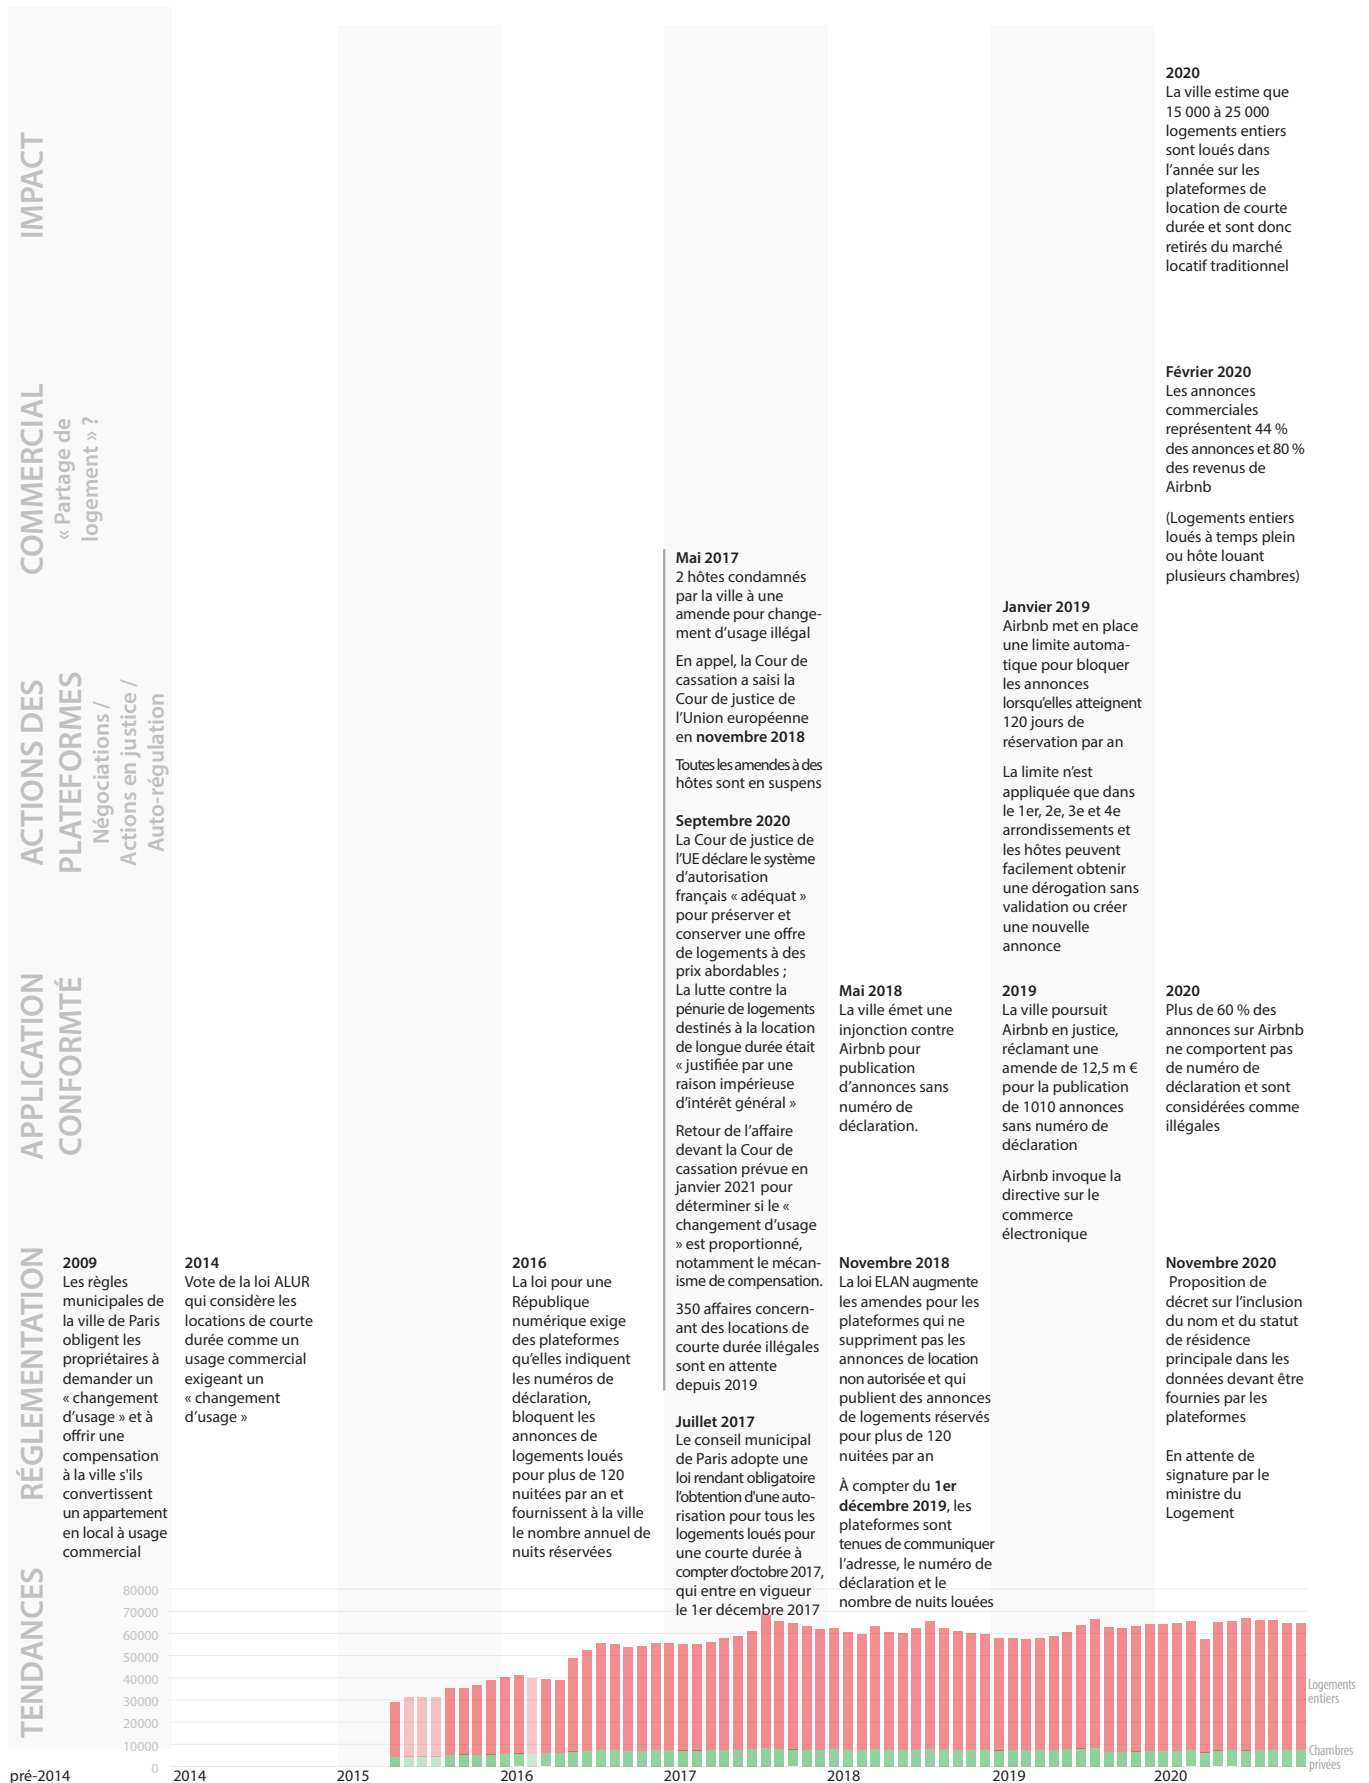 IMPACT
2020
La ville estime que
15 000 à 25 000
logements entiers
sont loués dans
l’année sur les
plateformes de
location de courte
durée et sont donc
retirés du marché
locatif traditionnel
COMMERCIAL
« Partage de
logement » ?
Février 2020
Les annonces
commerciales
représentent 44 %
des annonces et 80 %
des revenus de
Airbnb
(Logements entiers
loués à temps plein
ou hôte louant
plusieurs chambres)
ACTIONS DES
PLATEFORMES
Négociations /
Actions en justice /
Auto-régulation
Mai 2017
2 hôtes condamnés
par la ville à une
amende pour change-
ment d’usage illégal
En appel, la Cour de
cassation a saisi la
Cour de justice de
l’Union européenne
en novembre 2018
Toutes les amendes à des
hôtes sont en suspens
Septembre 2020
La Cour de justice de
l’UE déclare le système
d’autorisation
français « adéquat »
pour préserver et
conserver une offre
de logements à des
prix abordables ;
La lutte contre la
pénurie de logements
destinés à la location
de longue durée était
« justifiée par une
raison impérieuse
d’intérêt général »
Retour de l’affaire
devant la Cour de
cassation prévue en
janvier 2021 pour
déterminer si le «
changement d’usage
» est proportionné,
notamment le mécan-
isme de compensation.
350 affaires concern-
ant des locations de
courte durée illégales
sont en attente
depuis 2019
Janvier 2019
Airbnb met en place
une limite automa-
tique pour bloquer
les annonces
lorsqu’elles atteignent
120 jours de
réservation par an
La limite n’est
appliquée que dans
le 1er, 2e, 3e et 4e
arrondissements et
les hôtes peuvent
facilement obtenir
une dérogation sans
validation ou créer
une nouvelle
annonce
APPLICATION
CONFORMTÉ
Mai 2018
La ville émet une
injonction contre
Airbnb pour
publication
d’annonces sans
numéro de
déclaration.
2019
La ville poursuit
Airbnb en justice,
réclamant une
amende de 12,5 m €
pour la publication
de 1010 annonces
sans numéro de
déclaration
Airbnb invoque la
directive sur le
commerce
électronique
2020
Plus de 60 % des
annonces sur Airbnb
ne comportent pas
de numéro de
déclaration et sont
considérées comme
illégales
RÉGLEMENTATION
2009
Les règles
municipales de
la ville de Paris
obligent les
propriétaires à
demander un
« changement
d’usage » et à
offrir une
compensation
à la ville s'ils
convertissent
un appartement
en local à usage
commercial
2014
Vote de la loi ALUR
qui considère les
locations de courte
durée comme un
usage commercial
exigeant un
« changement
d’usage »
2016
La loi pour une
République
numérique exige
des plateformes
qu’elles indiquent
les numéros de
déclaration,
bloquent les
annonces de
logements loués
pour plus de 120
nuitées par an et
fournissent à la ville
le nombre annuel de
nuits réservées
Juillet 2017
Le conseil municipal
de Paris adopte une
loi rendant obligatoire
l’obtention d'une auto-
risation pour tous les
logements loués pour
une courte durée à
compter d’octobre 2017,
qui entre en vigueur
le 1er décembre 2017
Novembre 2018
La loi ELAN augmente
les amendes pour les
plateformes qui ne
suppriment pas les
annonces de location
non autorisée et qui
publient des annonces
de logements réservés
pour plus de 120
nuitées par an
À compter du 1er
décembre 2019, les
plateformes sont
tenues de communiquer
l’adresse, le numéro de
déclaration et le
nombre de nuits louées
Novembre 2020
Proposition de
décret sur l’inclusion
du nom et du statut
de résidence
principale dans les
données devant être
fournies par les
plateformes
En attente de
signature par le
ministre du
Logement
TENDANCES
80000
70000
60000
50000
40000
30000
20000
10000
0
Logements
entiers
Chambres
privées
pré-2014
2014
2015
2016
2017
2018
2019
2020